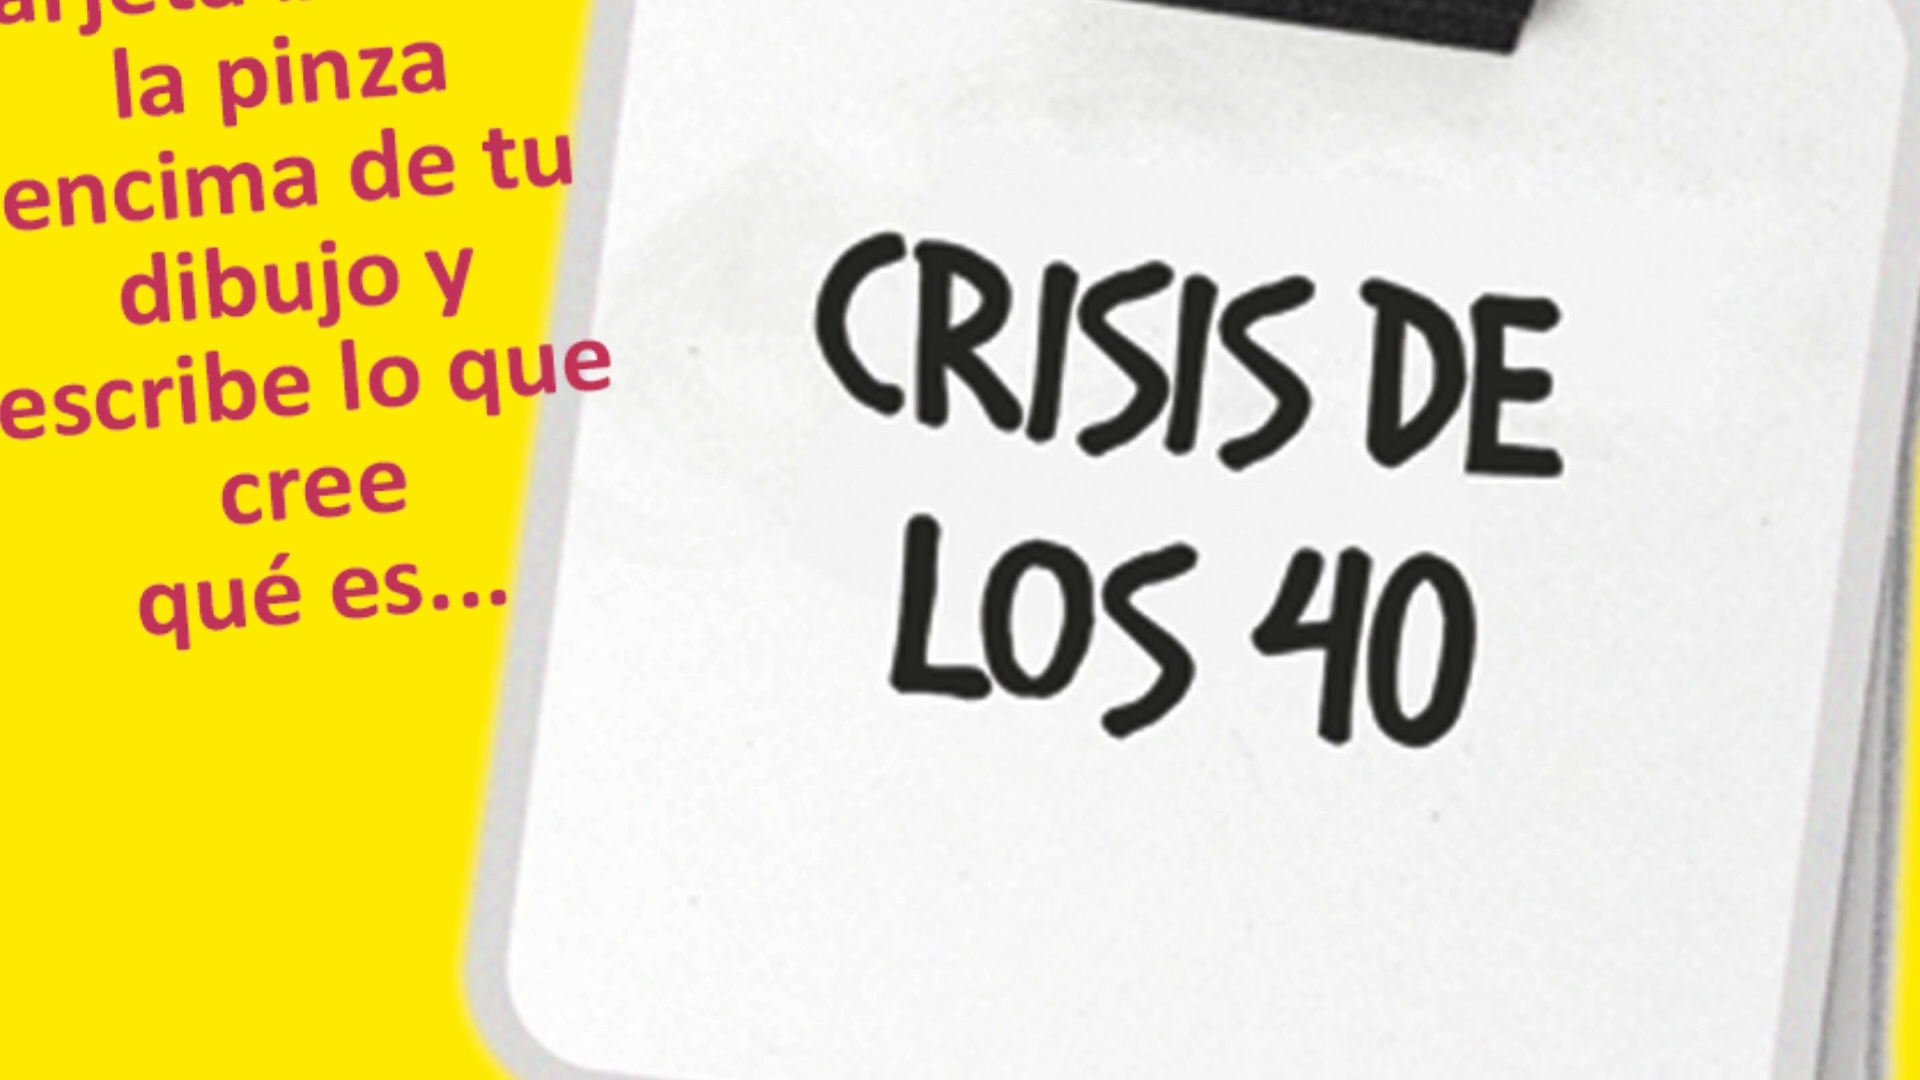 la pinza
encima de tu
dibujo y
escribe lo que
cree
qué es...
CRISIS DE
LOS 40